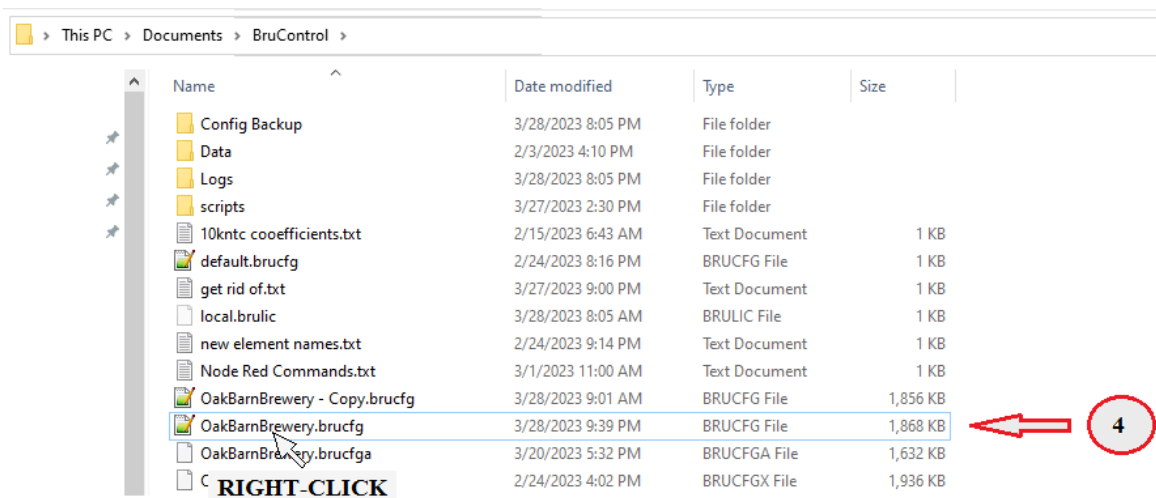 This PC > Documents > BruControl >
Name Date modified Type Size
Config Backup 3/28/2023 8:05 PM File folder
Data 2/3/2023 4:10 PM File folder
Logs 3/28/2023 8:05 PM File folder
scripts 3/27/2023 2:30 PM File folder
10kntc cooefficients.txt 2/15/2023 6:43 AM Text Document 1 KB
default.brucfg 2/24/2023 8:16 PM BRUCFG File 1 KB
get rid of.txt 3/27/2023 9:00 PM Text Document 1 KB
local.brulic 3/28/2023 8:05 AM BRULIC File 1 KB
new element names.txt 2/24/2023 9:14 PM Text Document 1 KB
Node Red Commands.txt 3/1/2023 11:00 AM Text Document 1 KB
OakBarnBrewery - Copy.brucfg 3/28/2023 9:01 AM BRUCFG File 1,856 KB
OakBarnBrewery.brucfg 3/28/2023 9:39 PM BRUCFG File 1,868 KB 4
OakBarnBrewery.brucfga 3/20/2023 5:32 PM BRUCFGA File 1,632 KB
RIGHT-CLICK 2/24/2023 4:02 PM BRUCFGX File 1,936 KB